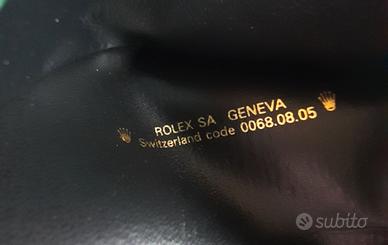 ROLEX SA GENEVA
Switzerland code 0068.08.05
subito